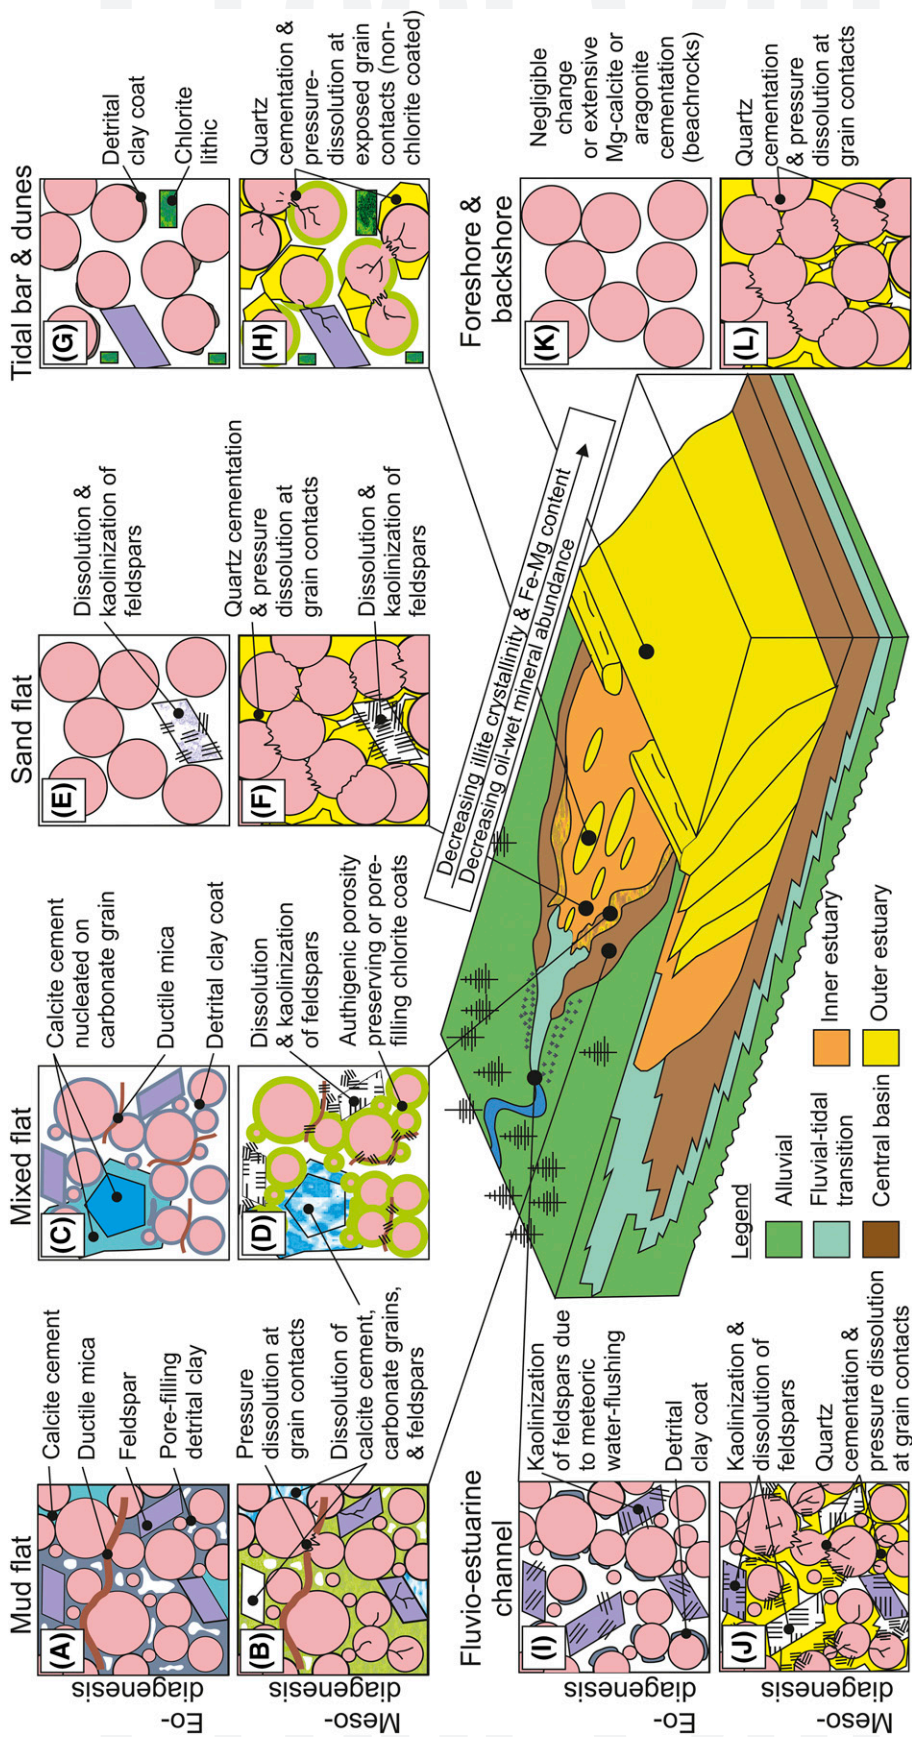 Mud flat
Mixed flat
Sand flat
Tidal bar & dunes
Eo-
diagenesis
(A)
Calcite cement
Ductile mica
Feldspar
Pore-filling
detrital clay
(C)
Calcite cement
nucleated on
carbonate grain
Ductile mica
Detrital clay coat
(E)
Dissolution &
kaolinization of
feldspars
(G)
Detrital
clay coat
Chlorite
lithic
Meso-
diagenesis
(B)
Pressure
dissolution at
grain contacts
Dissolution of
calcite cement,
carbonate grains,
& feldspars
(D)
Dissolution
& kaolinization
of feldspars
Authigenic porosity
preserving or pore-
filling chlorite coats
(F)
Quartz cementation
& pressure
dissolution at
grain contacts
Dissolution &
kaolinization of
feldspars
(H)
Quartz
cementation &
pressure-
dissolution at
exposed grain
contacts (non-
chlorite coated)
Fluvio-estuarine
channel
Eo-
diagenesis
(I)
Kaolinization
of feldspars due
to meteoric
water-flushing
Detrital
clay coat
Meso-
diagenesis
(J)
Kaolinization &
dissolution of
feldspars
Quartz
cementation &
pressure dissolution
at grain contacts
Decreasing illite crystallinity & Fe-Mg content
Decreasing oil-wet mineral abundance
Legend
Alluvial
Fluvial-tidal
transition
Central basin
Inner estuary
Outer estuary
Foreshore &
backshore
(K)
Negligible
change
or extensive
Mg-calcite or
aragonite
cementation
(beachrocks)
(L)
Quartz
cementation
& pressure
dissolution at
grain contacts